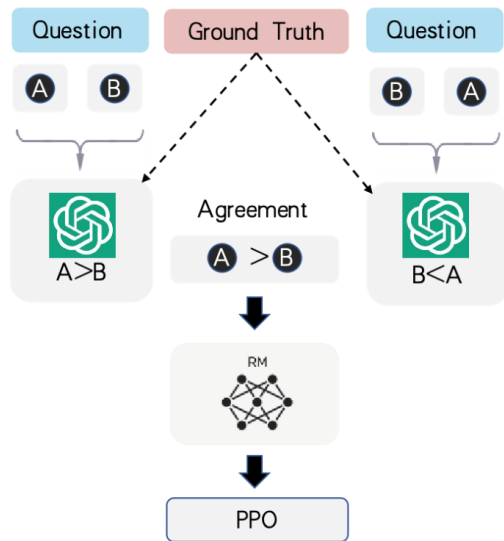 Question
Ground Truth
Question
A B
B A
Agreement
A>B
A > B
B<A
RM
PPO